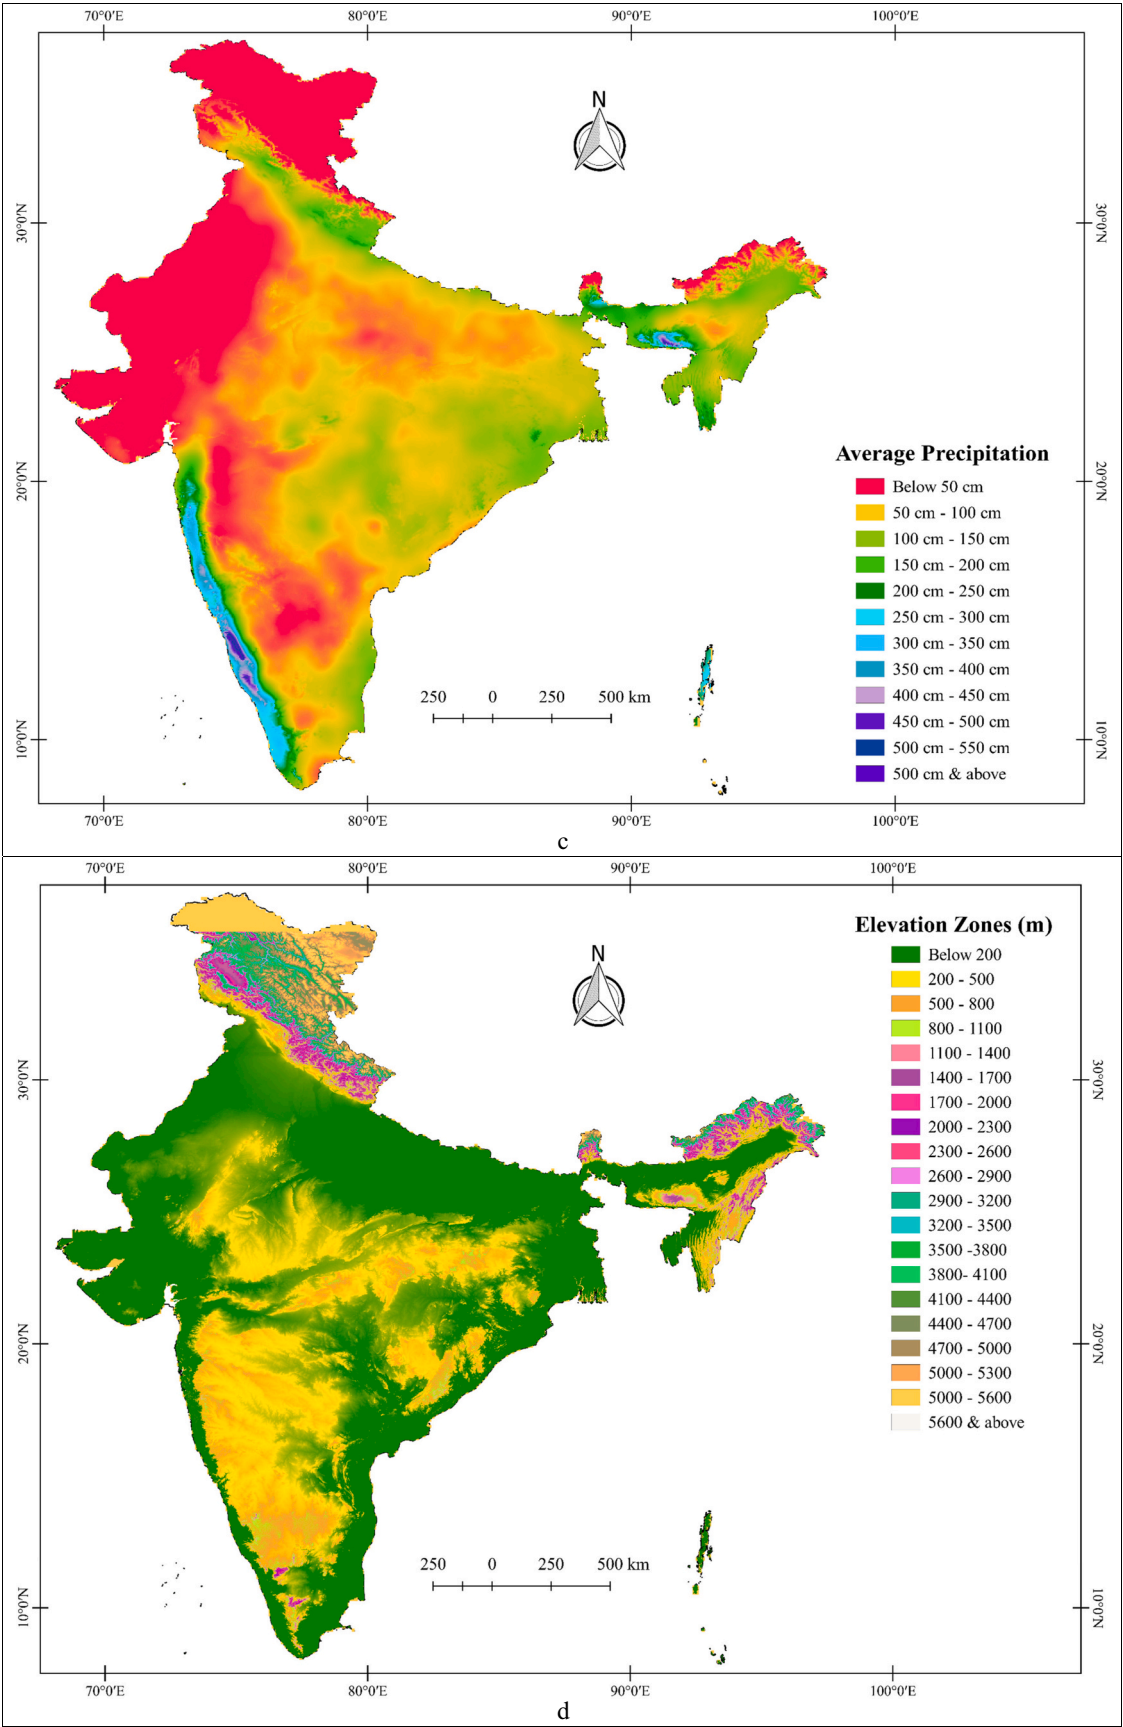 70°0'E 80°0'E 90°0'E 100°0'E
N
30°0'N 30°0'N
Average Precipitation
Below 50 cm
20°0'N 20°0'N
50 cm - 100 cm
100 cm - 150 cm
150 cm - 200 cm
200 cm - 250 cm
250 cm - 300 cm
300 cm - 350 cm
350 cm - 400 cm
250 0 250 500 km
400 cm - 450 cm
450 cm - 500 cm
10°0'N 10°0'N
500 cm - 550 cm
500 cm & above
70°0'E 80°0'E 90°0'E 100°0'E
c
70°0'E 80°0'E 90°0'E 100°0'E
Elevation Zones (m)
N
Below 200
200 - 500
500 - 800
800 - 1100
1100 - 1400
30°0'N 30°0'N
1400 - 1700
1700 - 2000
2000 - 2300
2300 - 2600
2600 - 2900
2900 - 3200
3200 - 3500
3500 -3800
3800- 4100
4100 - 4400
4400 - 4700
20°0'N 20°0'N
4700 - 5000
5000 - 5300
5000 - 5600
5600 & above
250 0 250 500 km
10°0'N 10°0'N
70°0'E 80°0'E 90°0'E 100°0'E
d